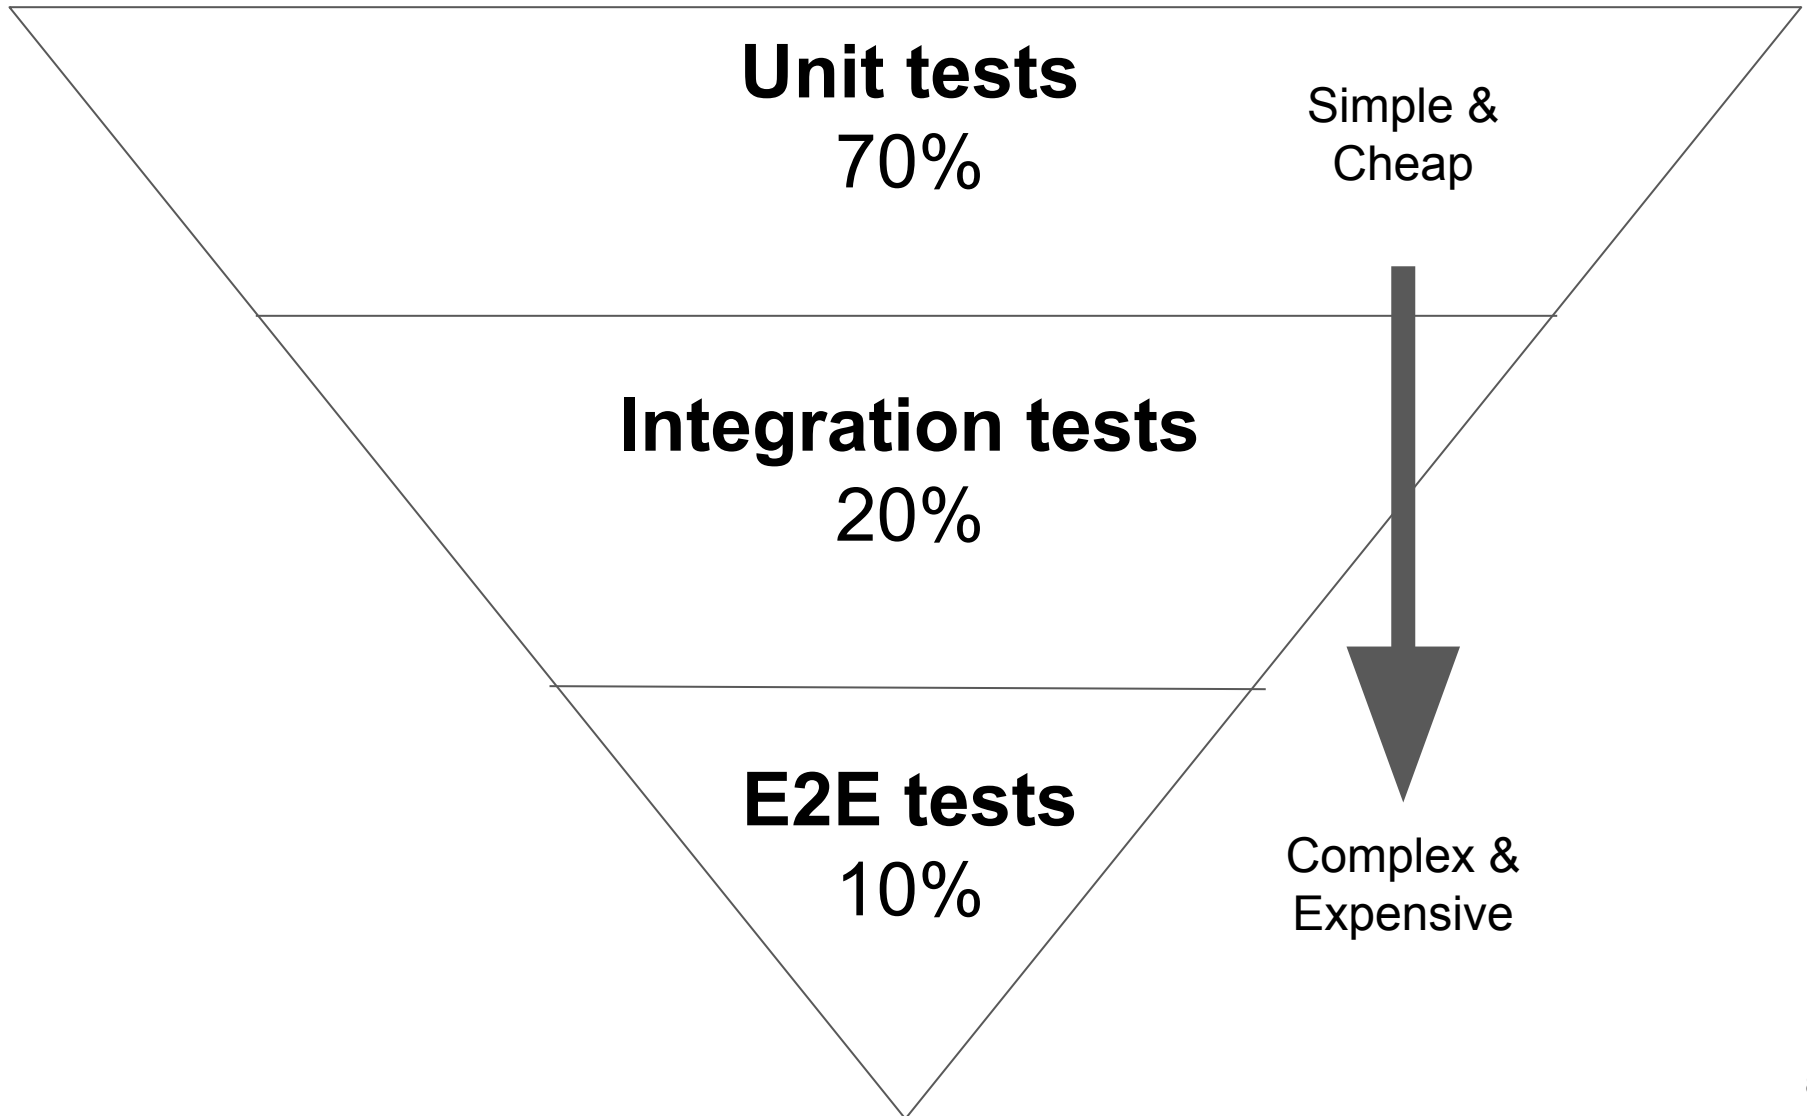 Unit tests
70%
Simple &
Cheap
Integration tests
20%
E2E tests
10%
Complex &
Expensive